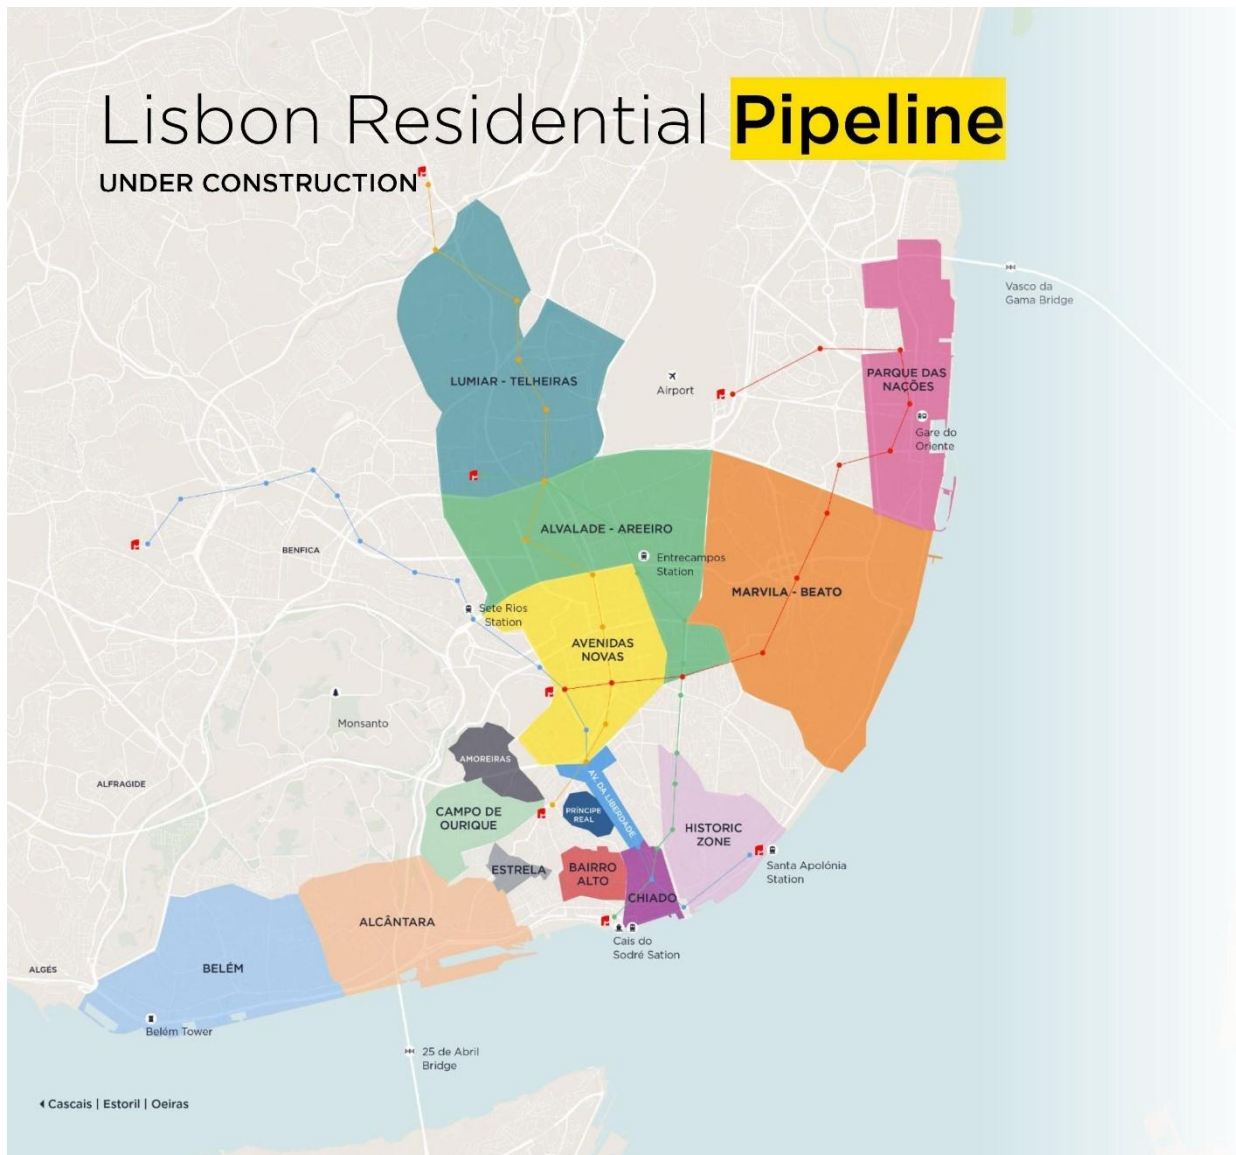 Lisbon Residential Pipeline
UNDER CONSTRUCTION
Vasco da
Gama Bridge
PARQUE DAS
NAÇÕES
LUMIAR - TELHEIRAS
Airport
Gare do
Oriente
ALVALADE - AREEIRO
BENFICA
Entrecampos
Station
MARVILA - BEATO
Sete Rios
Station
AVENIDAS
NOVAS
Monsanto
AMOREIRAS
ALFRAGIDE
AV. DA LIBERDADE
CAMPO DE
OURIQUE
PRÍNCIPE
REAL
HISTORIC
ZONE
ESTRELA
BAIRRO
ALTO
Santa Apolónia
Station
CHIADO
ALCÂNTARA
Cais do
Sodré Sation
BELÉM
ALGÉS
Belém Tower
25 de Abril
Bridge
Cascais | Estoril | Oeiras